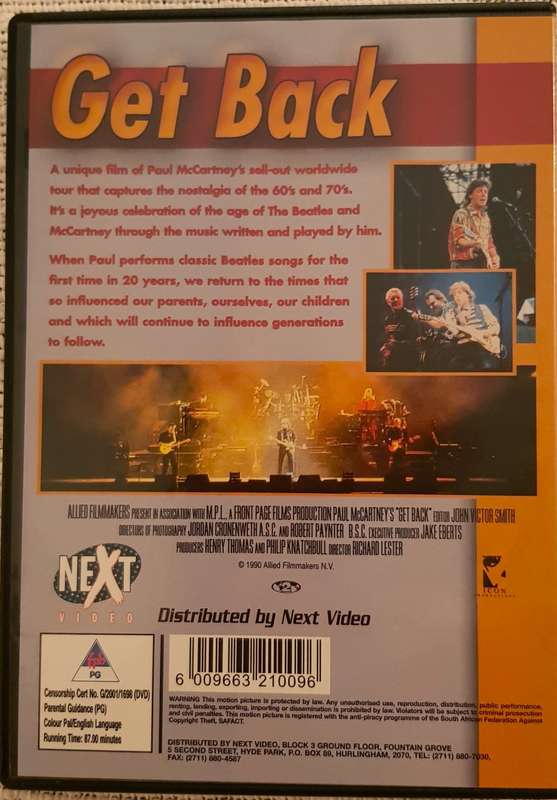 Get Back
A unique film of Paul McCartney's sell-out worldwide
tour that captures the nostalgia of the 60's and 70's.
It's a joyous celebration of the age of The Beatles and
McCartney through the music written and played by him.
When Paul performs classic Beatles songs for the
first time in 20 years, we return to the times that
so influenced our parents, ourselves, our children
and which will continue to influence generations
to follow.
ALLIED FILMMAKERS PRESENT IN ASSOCIATION WITH M.P.L., A FRONT PAGE FILMS PRODUCTION PAUL McCARTNEY'S "GET BACK" EDITOR JOHN VICTOR SMITH
DIRECTORS OF PHOTOGRAPHY JORDAN CRONENWETH A.S.C. AND ROBERT PAYNTER B.S.C. EXECUTIVE PRODUCER JAKE EBERTS
PRODUCERS HENRY THOMAS AND PHILIP KNATCHBULL DIRECTOR RICHARD LESTER
© 1990 Allied Filmmakers N.V.
NEXT
VIDEO
ICON
PRODUCTIONS
Distributed by Next Video
PG
Censorship Cert No. G/2001/1698 (DVD)
Parental Guidance (PG)
Colour Pal/English Language
Running Time: 87.00 minutes
6 009663 210096
WARNING This motion picture is protected by law. Any unauthorised use, reproduction, distribution, public performance,
renting, lending, exporting, importing or dissemination is prohibited by law. Violators will be subject to criminal prosecution
and civil penalties. This motion picture is registered with the anti-piracy programme of the South African Federation Against
Copyright Theft, SAFACT.
DISTRIBUTED BY NEXT VIDEO, BLOCK 3 GROUND FLOOR, FOUNTAIN GROVE
5 SECOND STREET, HYDE PARK, P.O. BOX 89, HURLINGHAM, 2070, TEL: (2711) 880-7030,
FAX: (2711) 880-4587